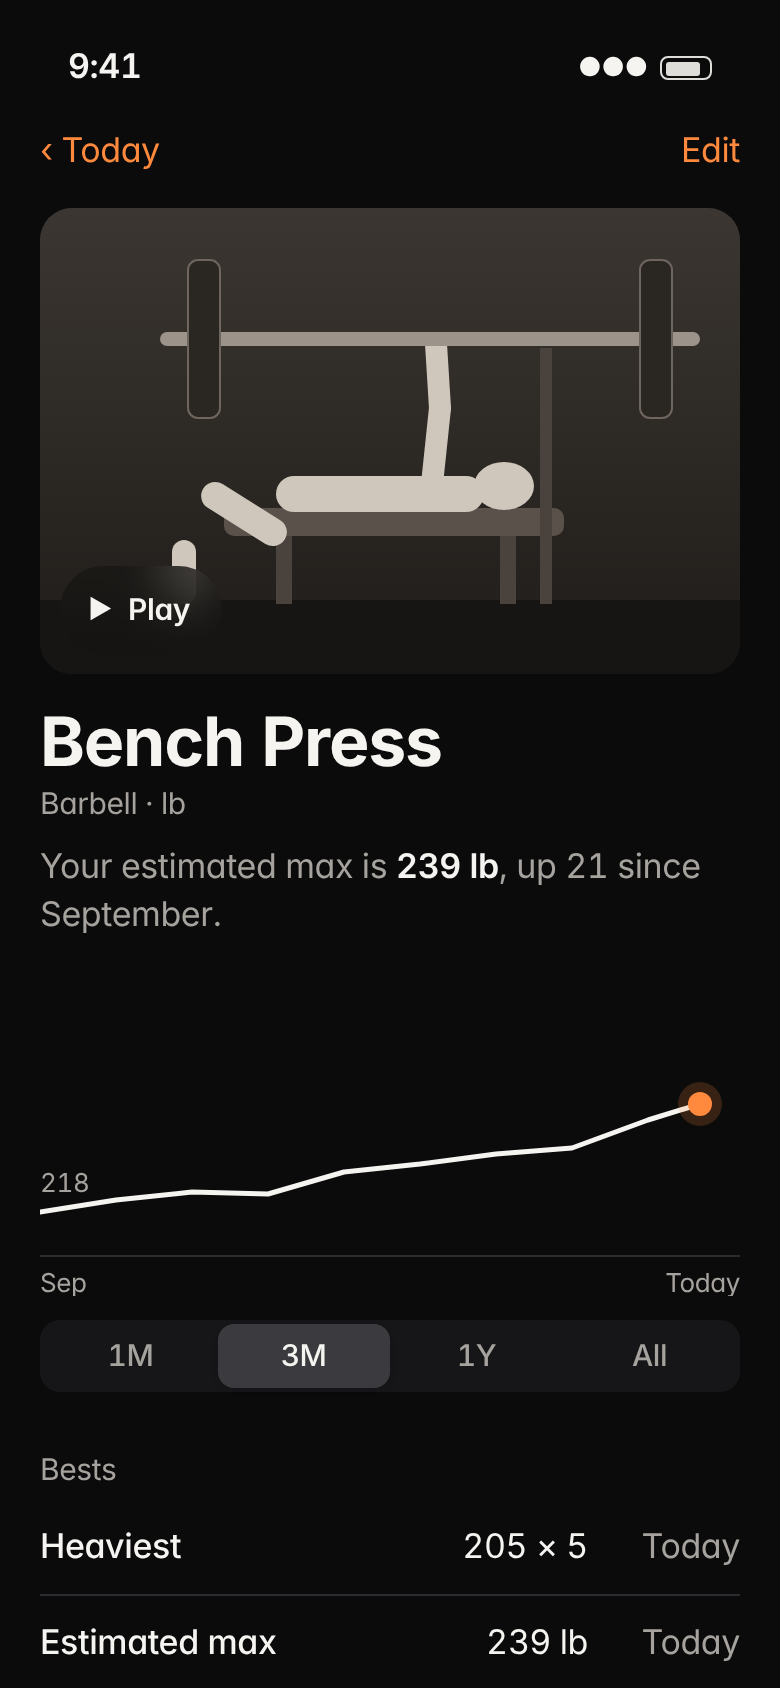 9:41
‹ Today
Edit
Play
Bench Press
Barbell · lb
Your estimated max is 239 lb, up 21 since
September.
218
Sep
Today
1M
3M
1Y
All
Bests
Heaviest 205 × 5 Today
Estimated max 239 lb Today